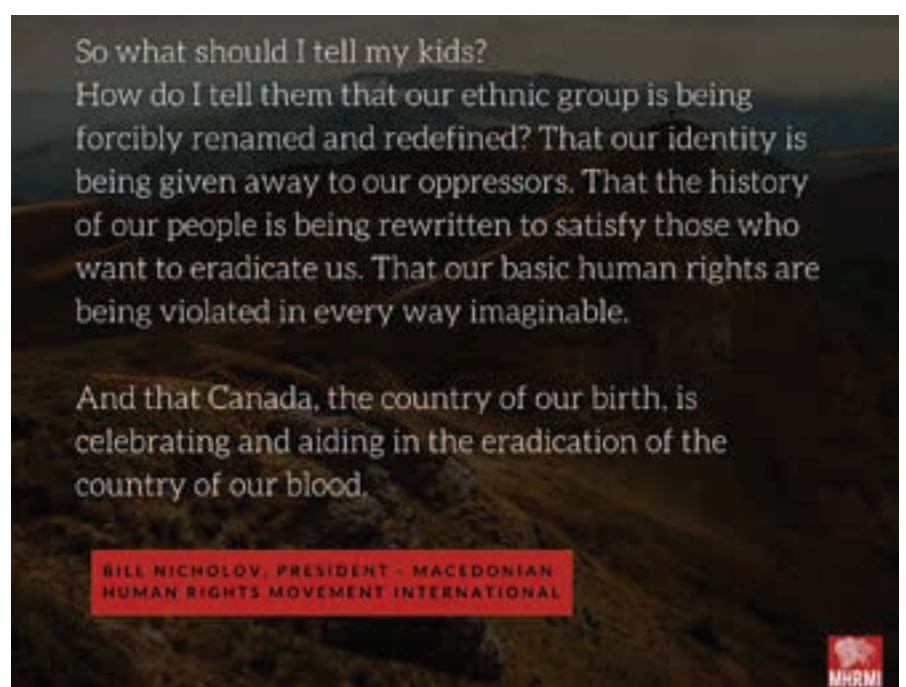 So what should I tell my kids?
How do I tell them that our ethnic group is being
forcibly renamed and redefined? That our identity is
being given away to our oppressors. That the history
of our people is being rewritten to satisfy those who
want to eradicate us. That our basic human rights are
being violated in every way imaginable.
And that Canada, the country of our birth, is
celebrating and aiding in the eradication of the
country of our blood.
BILL NICHOLOV, PRESIDENT - MACEDONIAN
HUMAN RIGHTS MOVEMENT INTERNATIONAL
MHRMI